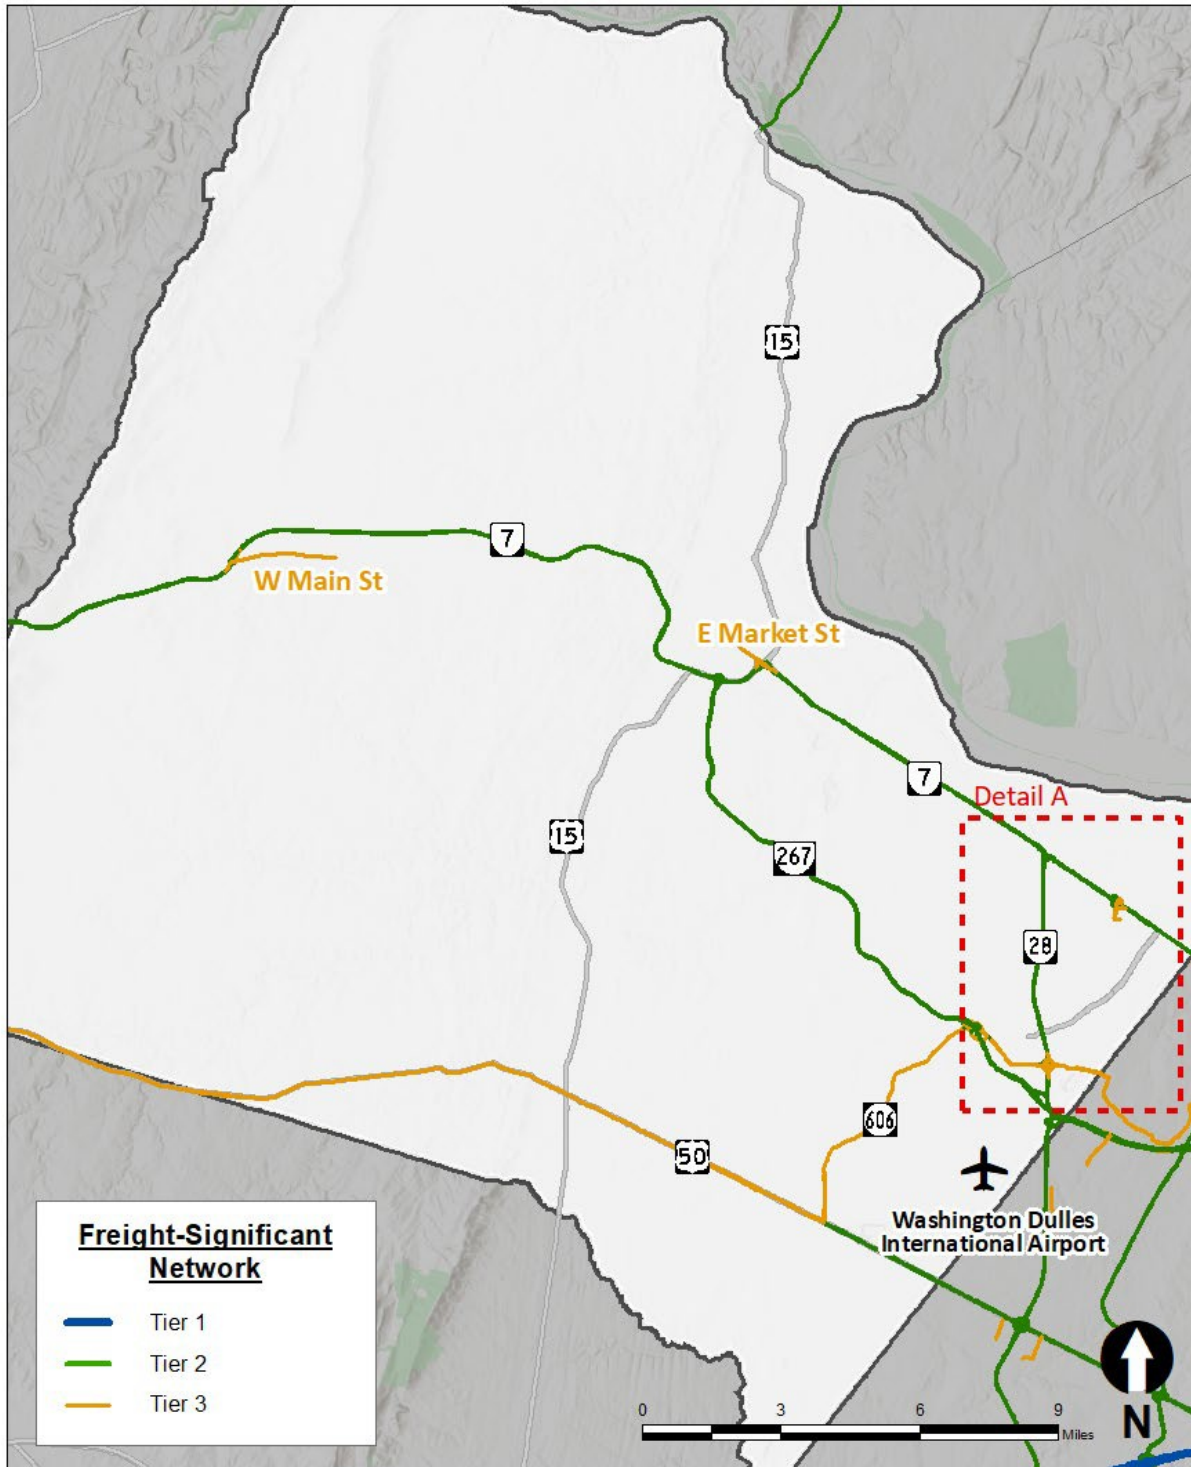 15
7
W Main St
E Market St
7
Detail A
15
267
28
606
50
Washington Dulles
International Airport
Freight-Significant
Network
Tier 1
Tier 2
Tier 3
0 3 6 9
Miles
N